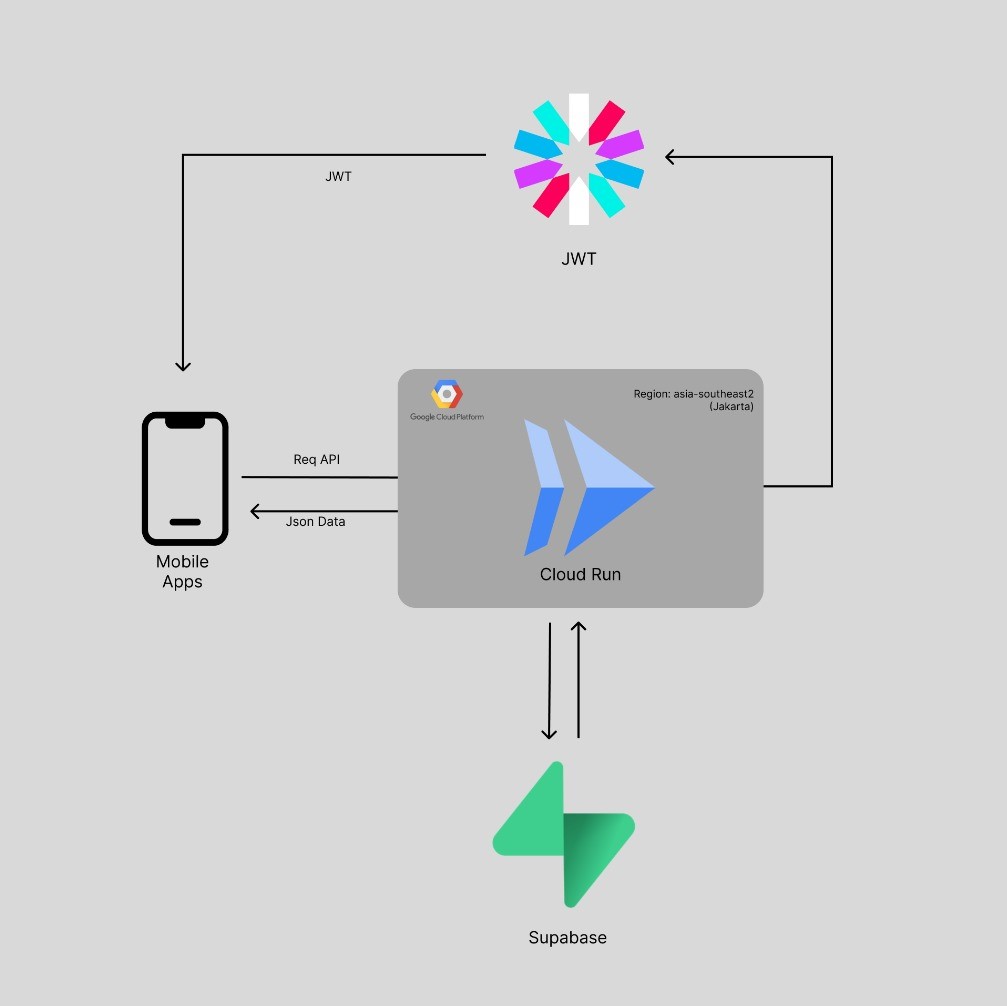 JWT
JWT
Google Cloud Platform
Region: asia-southeast2
(Jakarta)
Req API
Json Data
Cloud Run
Mobile
Apps
Supabase